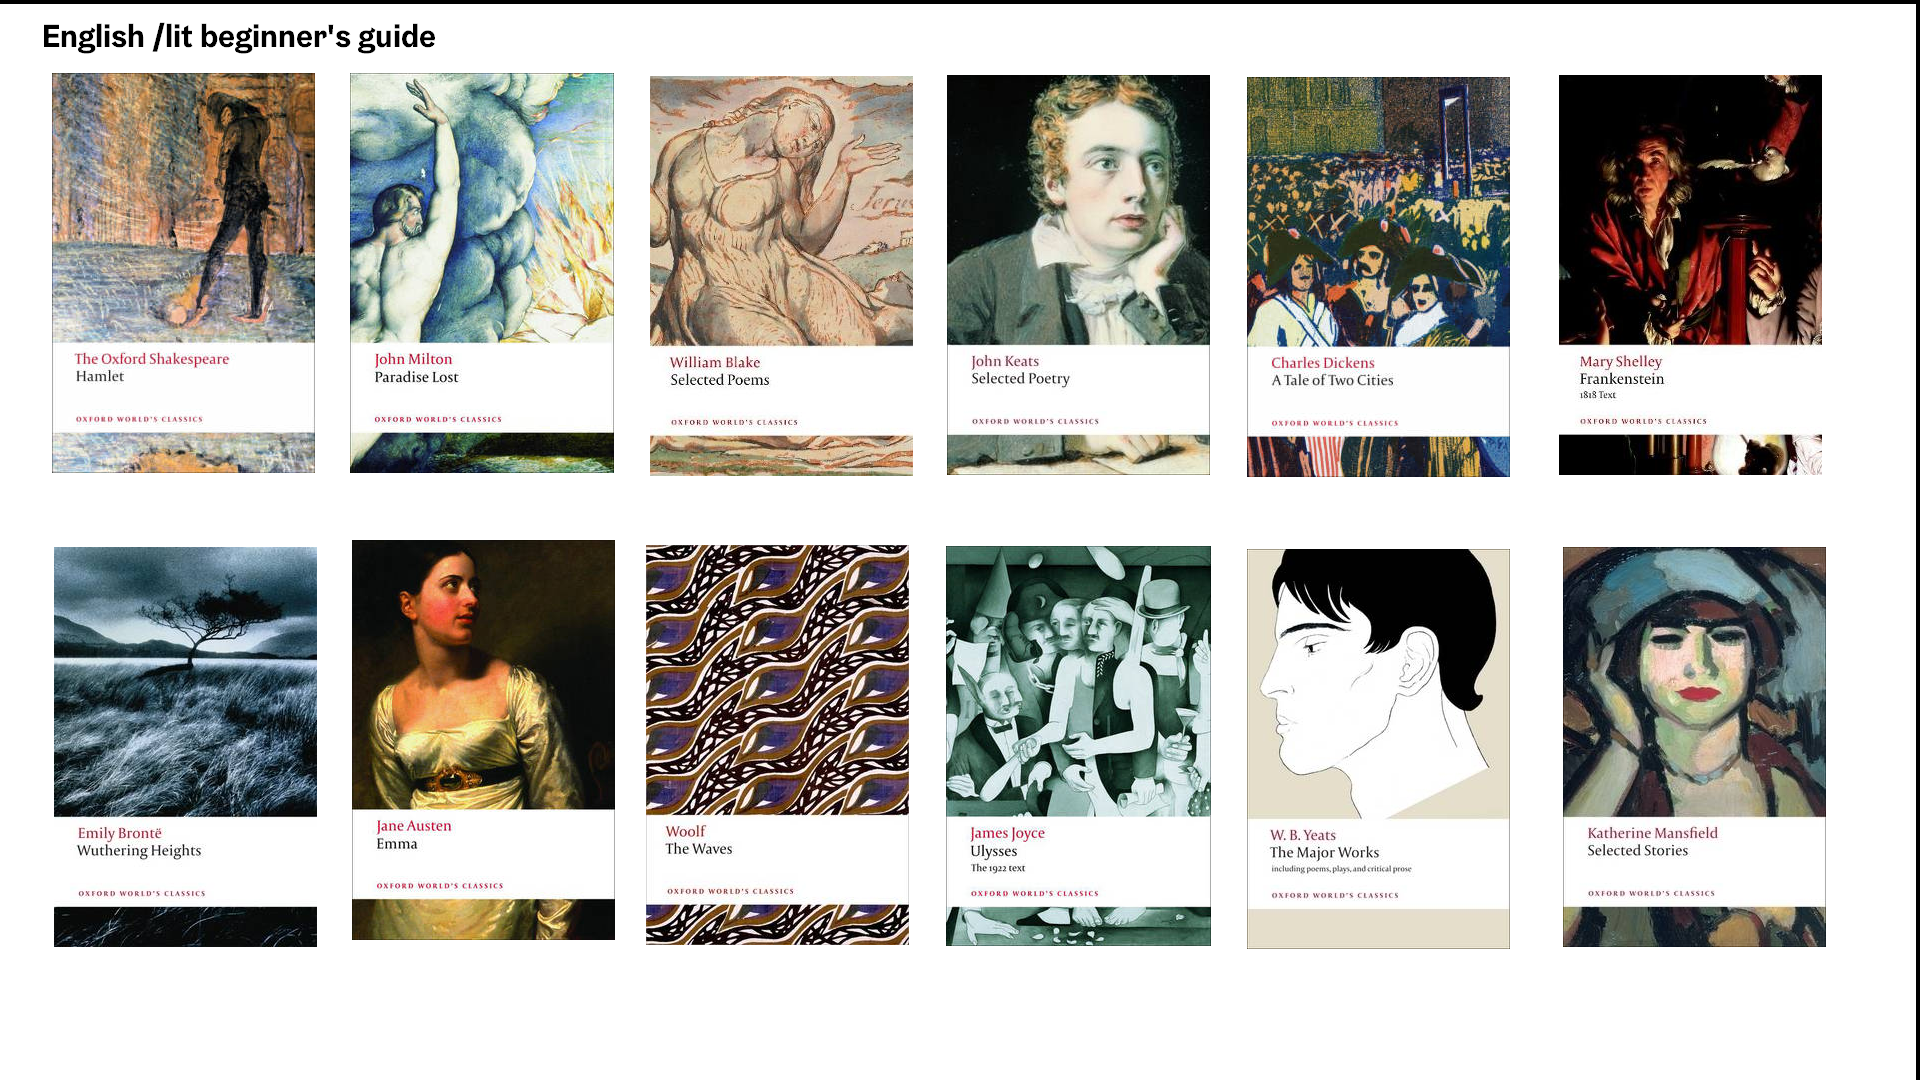 English /lit beginner's guide
The Oxford Shakespeare
Hamlet
OXFORD WORLD'S CLASSICS
John Milton
Paradise Lost
OXFORD WORLD'S CLASSICS
William Blake
Selected Poems
OXFORD WORLD'S CLASSICS
John Keats
Selected Poetry
OXFORD WORLD'S CLASSICS
Charles Dickens
A Tale of Two Cities
OXFORD WORLD'S CLASSICS
Mary Shelley
Frankenstein
1818 Text
OXFORD WORLD'S CLASSICS
Emily Brontë
Wuthering Heights
OXFORD WORLD'S CLASSICS
Jane Austen
Emma
OXFORD WORLD'S CLASSICS
Woolf
The Waves
OXFORD WORLD'S CLASSICS
James Joyce
Ulysses
The 1922 text
OXFORD WORLD'S CLASSICS
W. B. Yeats
The Major Works
including poems, plays, and critical prose
OXFORD WORLD'S CLASSICS
Katherine Mansfield
Selected Stories
OXFORD WORLD'S CLASSICS